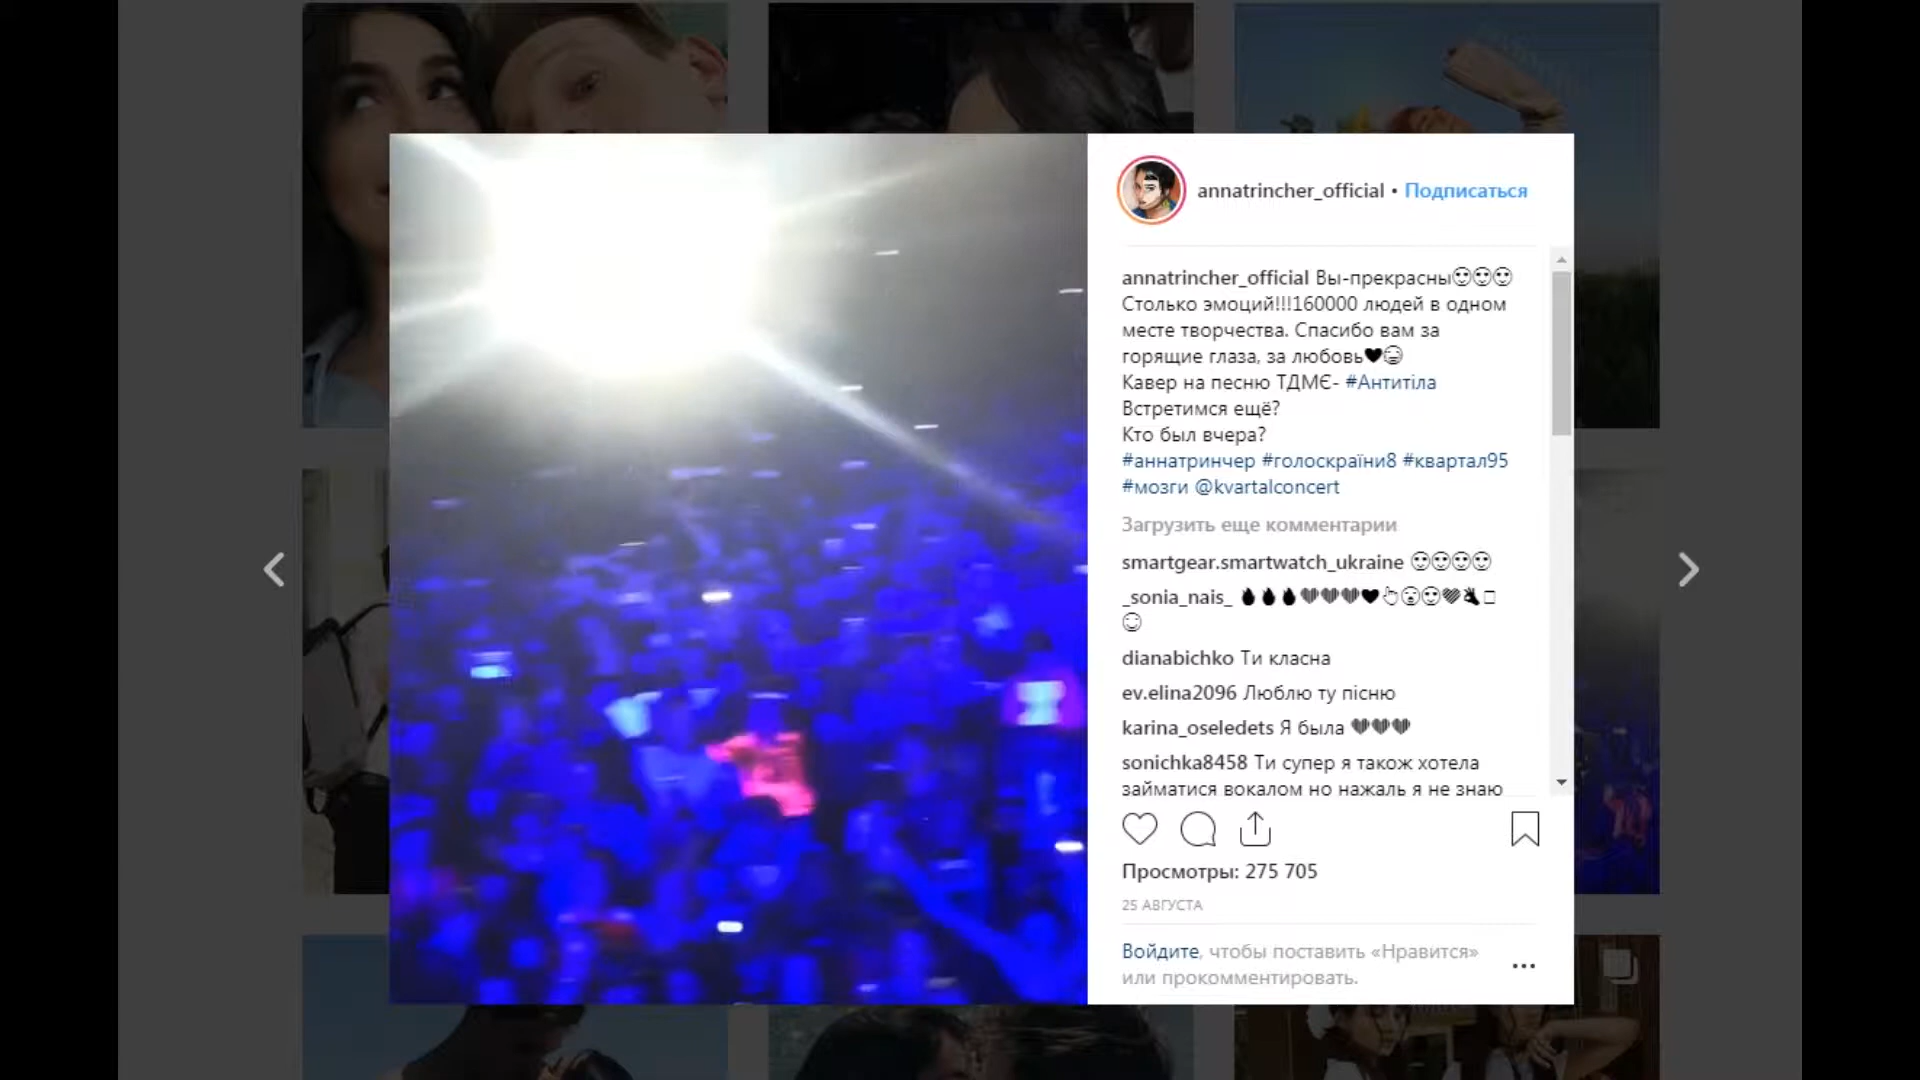 annatrincher_official • Подписаться
annatrincher_official Вы-прекрасны
Столько эмоций!!!160000 людей в одном
месте творчества. Спасибо вам за
горящие глаза, за любовь
Кавер на песню ТДМЄ- #Антитіла
Встретимся ещё?
Кто был вчера?
#аннатринчер #голоскраїни8 #квартал95
#мозги @kvartalconcert
Загрузить еще комментарии
smartgear.smartwatch_ukraine
_sonia_nais_
dianabichko Ти класна
ev.elina2096 Люблю ту пісню
karina_oseledets Я была
sonichka8458 Ти супер я також хотела
займатися вокалом но нажаль я не знаю
Просмотры: 275 705
25 АВГУСТА
Войдите, чтобы поставить «Нравится»
или прокомментировать.